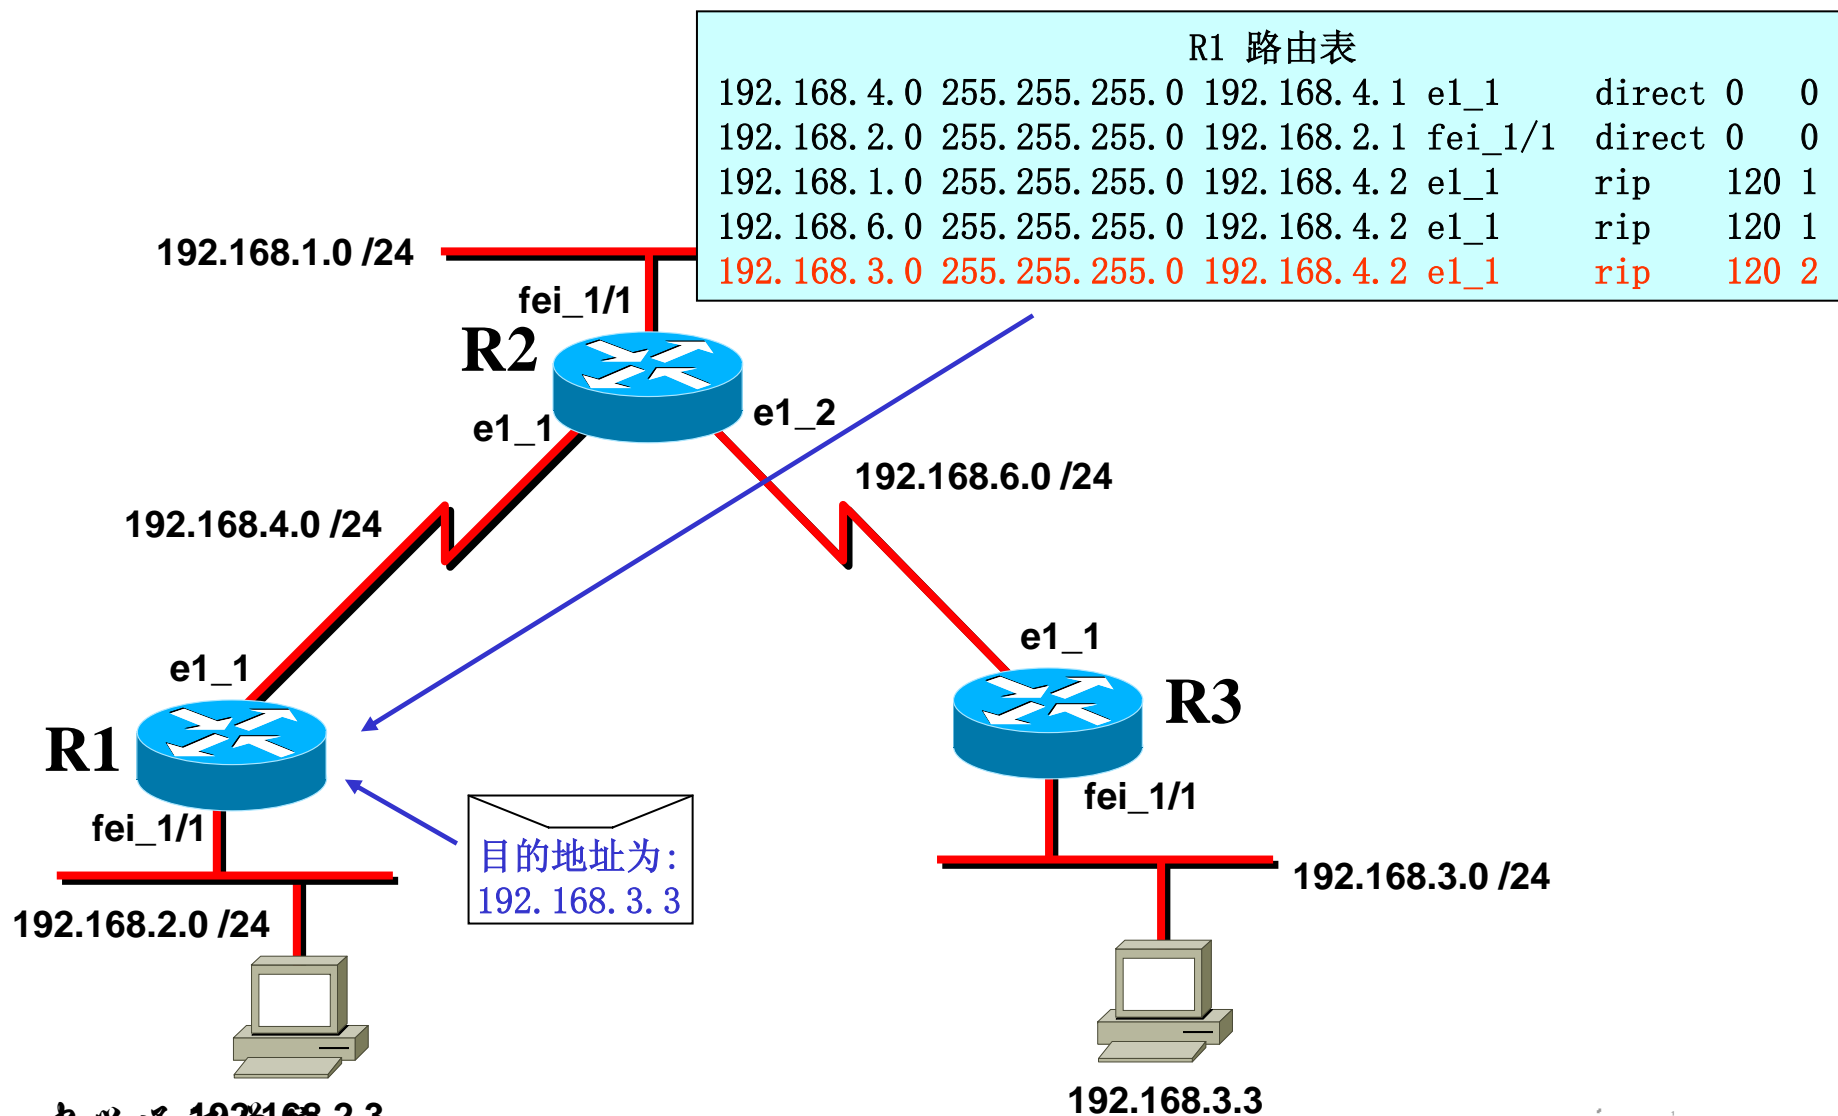 R1 路由表
192.168.4.0 255.255.255.0 192.168.4.1 e1_1 direct 0 0
192.168.2.0 255.255.255.0 192.168.2.1 fei_1/1 direct 0 0
192.168.1.0 255.255.255.0 192.168.4.2 e1_1 rip 120 1
192.168.6.0 255.255.255.0 192.168.4.2 e1_1 rip 120 1
192.168.3.0 255.255.255.0 192.168.4.2 e1_1 rip 120 2
192.168.1.0 /24
fei_1/1
R2
e1_1
e1_2
192.168.6.0 /24
192.168.4.0 /24
e1_1
e1_1
R3
R1
fei_1/1
fei_1/1
目的地址为:
192.168.3.3
192.168.3.0 /24
192.168.2.0 /24
192.168.3.3
192.168.2.3